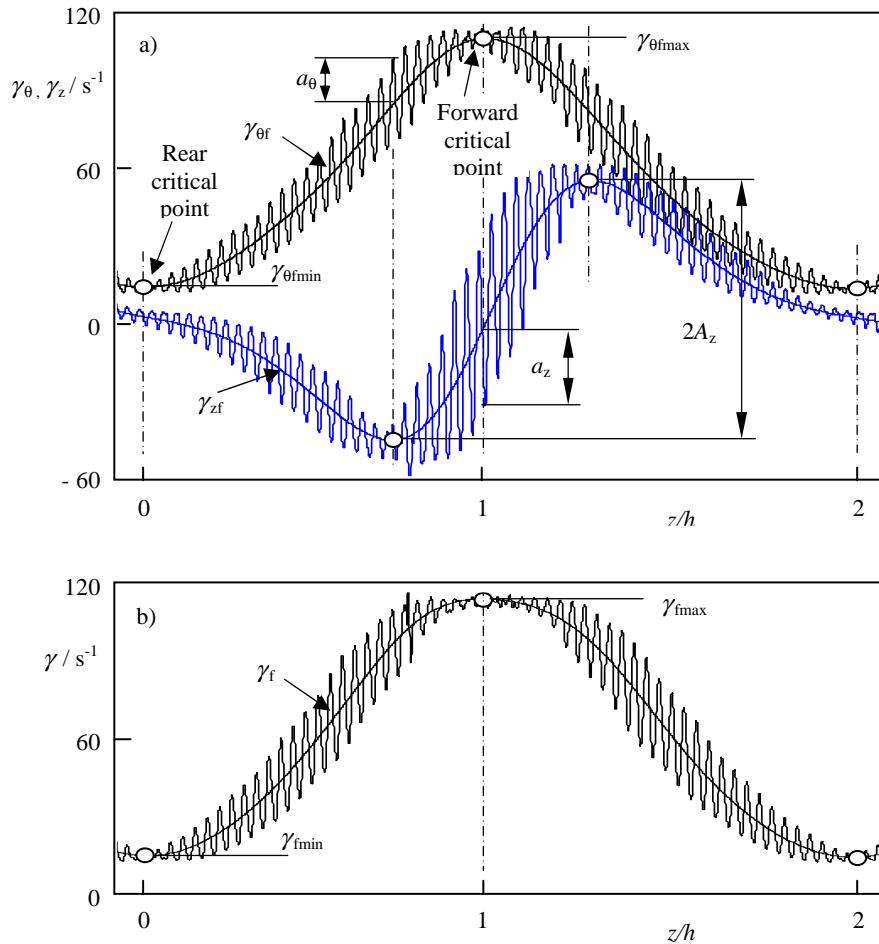 120
a)
γθfmax
γθ , γz / s-1
aθ
Forward
critical
point
γθf
60
Rear
critical
point
γθfmin
0
2Az
az
γzf
- 60
0
1
z/h
2
120
b)
γfmax
γ / s-1
γf
60
γfmin
0
0
1
z/h
2